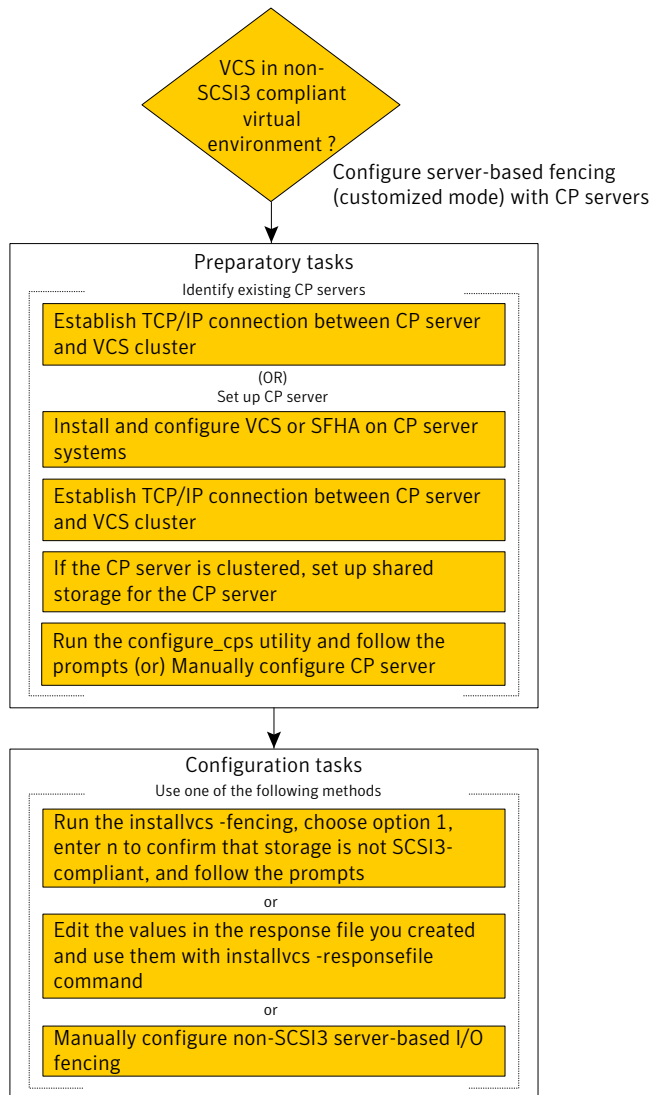 VCS in non-
SCSI3 compliant
virtual
environment ?
Configure server-based fencing
(customized mode) with CP servers
Preparatory tasks
Identify existing CP servers
Establish TCP/IP connection between CP server
and VCS cluster
(OR)
Set up CP server
Install and configure VCS or SFHA on CP server
systems
Establish TCP/IP connection between CP server
and VCS cluster
If the CP server is clustered, set up shared
storage for the CP server
Run the configure_cps utility and follow the
prompts (or) Manually configure CP server
Configuration tasks
Use one of the following methods
Run the installvcs -fencing, choose option 1,
enter n to confirm that storage is not SCSI3-
compliant, and follow the prompts
or
Edit the values in the response file you created
and use them with installvcs -responsefile
command
or
Manually configure non-SCSI3 server-based I/O
fencing